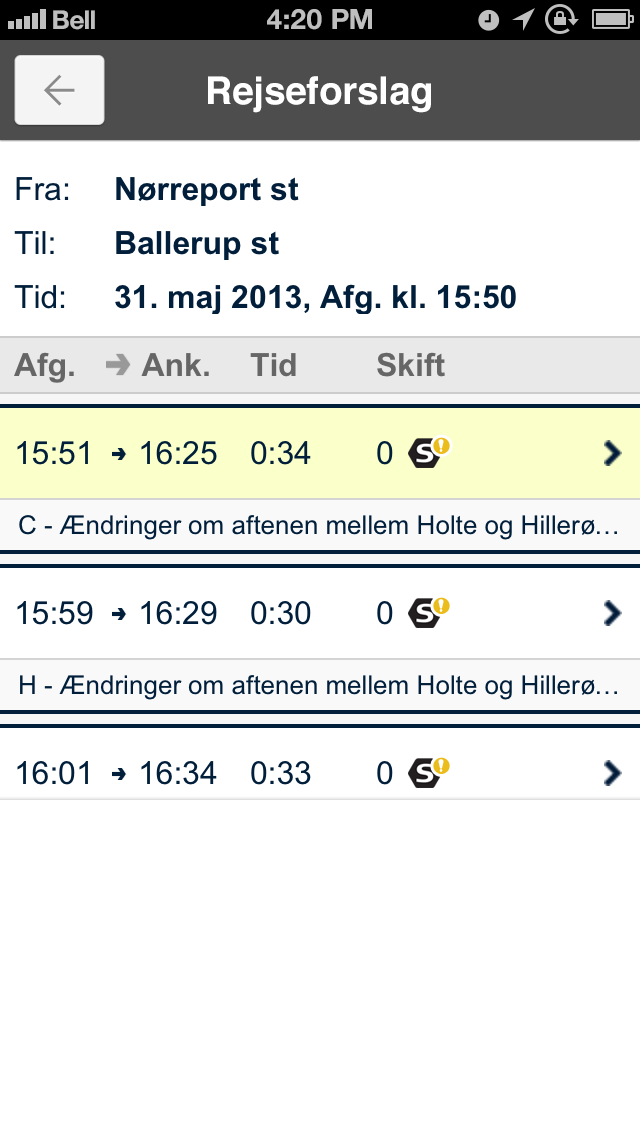 Bell 4:20 PM
Rejseforslag
Fra: Nørreport st
Til: Ballerup st
Tid: 31. maj 2013, Afg. kl. 15:50
Afg. Ank. Tid Skift
15:51 16:25 0:34 0 S!
C - Ændringer om aftenen mellem Holte og Hillerø…
15:59 16:29 0:30 0 S!
H - Ændringer om aftenen mellem Holte og Hillerø…
16:01 16:34 0:33 0 S!